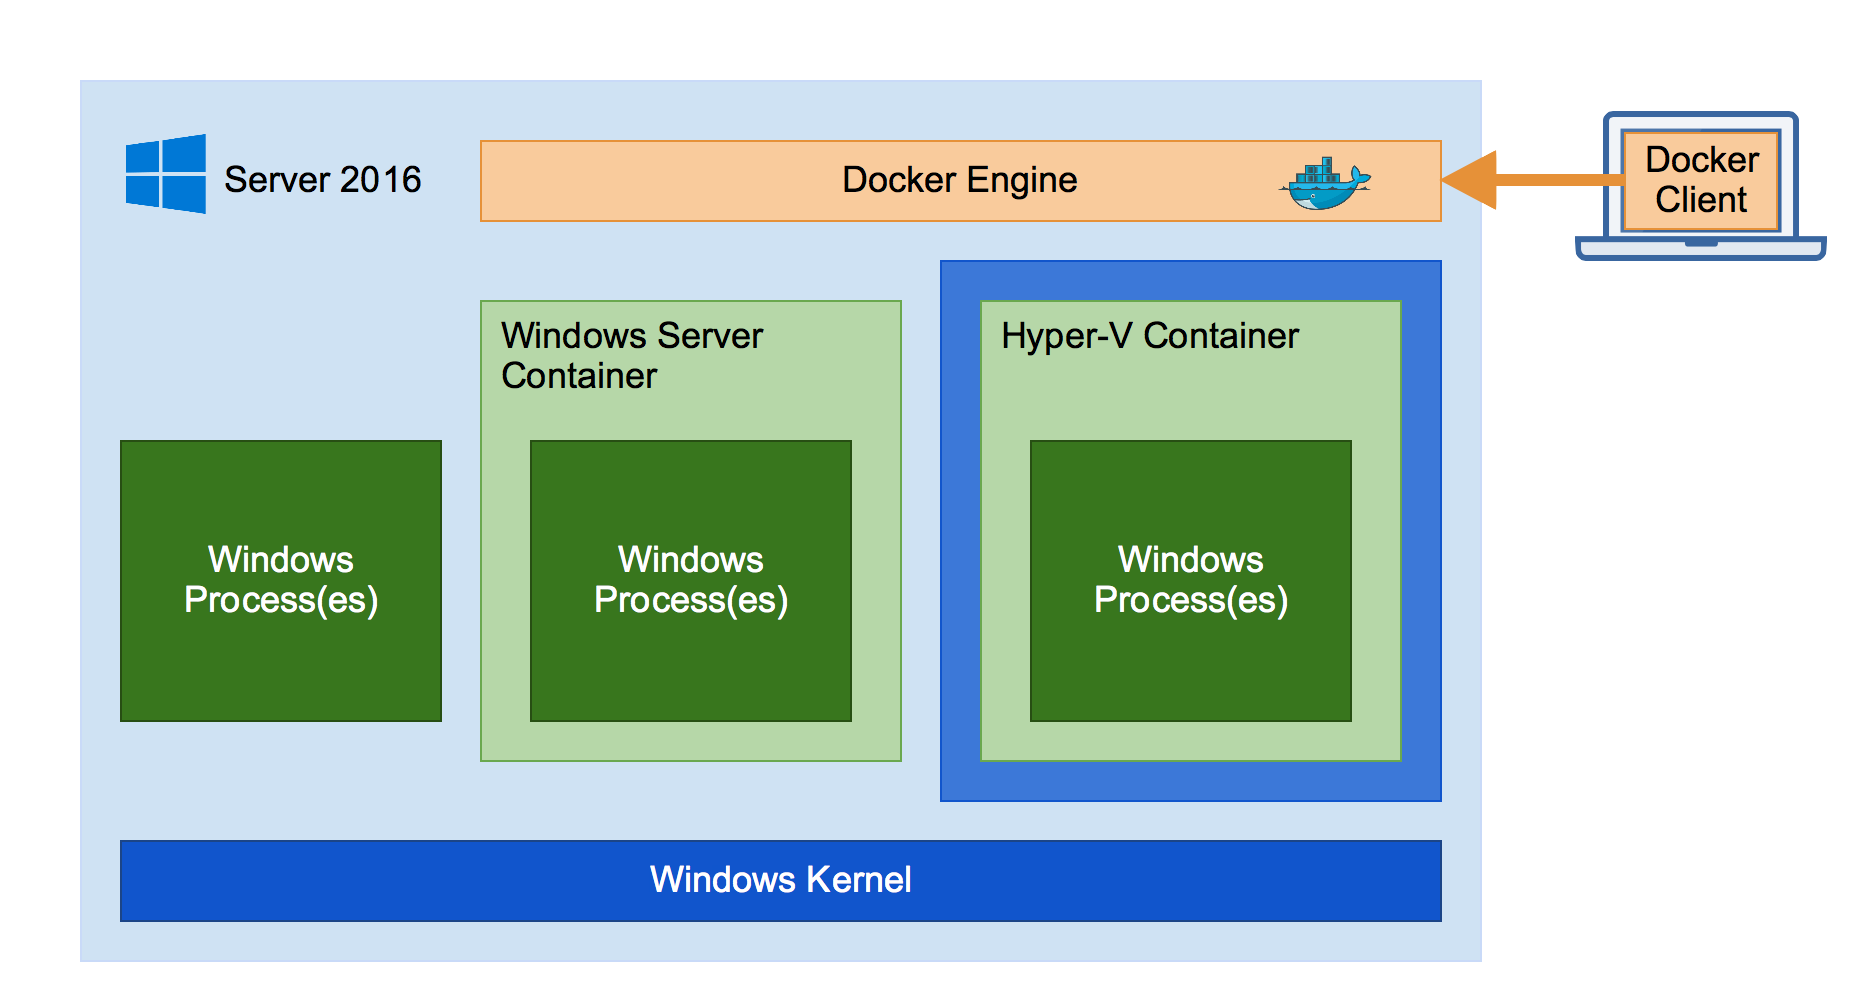 Server 2016
Docker Engine
Docker
Client
Windows Server
Container
Hyper-V Container
Windows
Process(es)
Windows
Process(es)
Windows
Process(es)
Windows Kernel